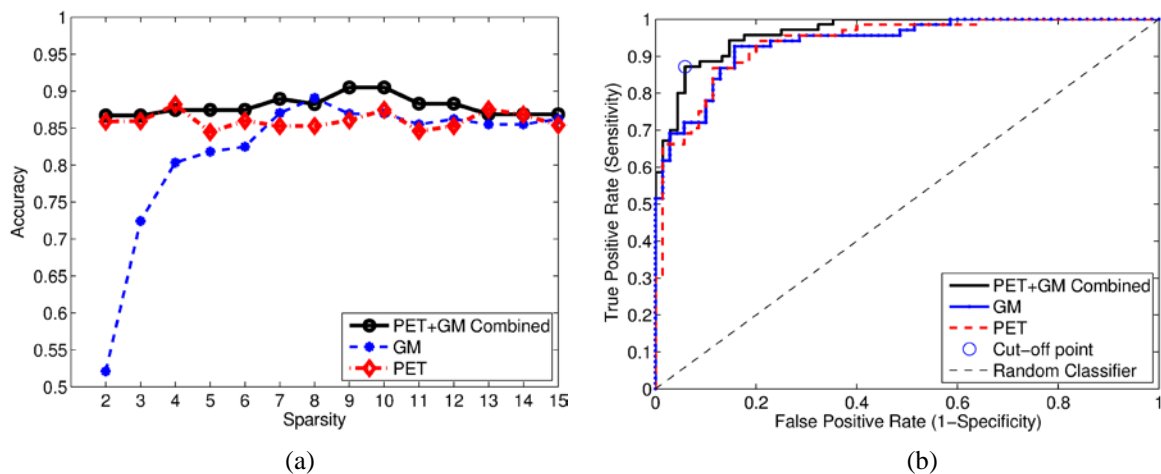 1
0.95
0.9
0.85
0.8
0.75
0.7
0.65
0.6
0.55
0.5
Accuracy
2 3 4 5 6 7 8 9 10 11 12 13 14 15
Sparsity
PET+GM Combined
GM
PET
(a)
1
0.9
0.8
0.7
0.6
0.5
0.4
0.3
0.2
0.1
0
True Positive Rate (Sensitivity)
0 0.2 0.4 0.6 0.8 1
False Positive Rate (1-Specificity)
PET+GM Combined
GM
PET
Cut-off point
Random Classifier
(b)